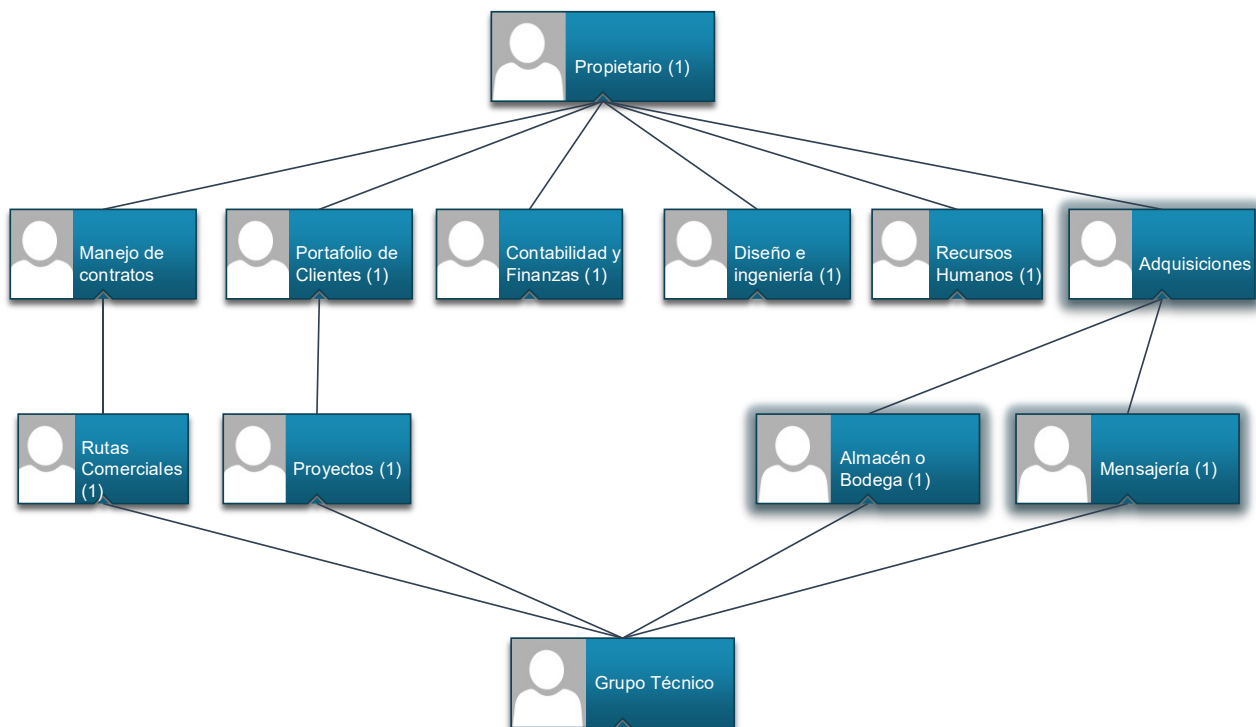 Propietario (1)
Manejo de
contratos
Portafolio de
Clientes (1)
Contabilidad y
Finanzas (1)
Diseño e
ingeniería (1)
Recursos
Humanos (1)
Adquisiciones
Rutas
Comerciales
(1)
Proyectos (1)
Almacén o
Bodega (1)
Mensajería (1)
Grupo Técnico